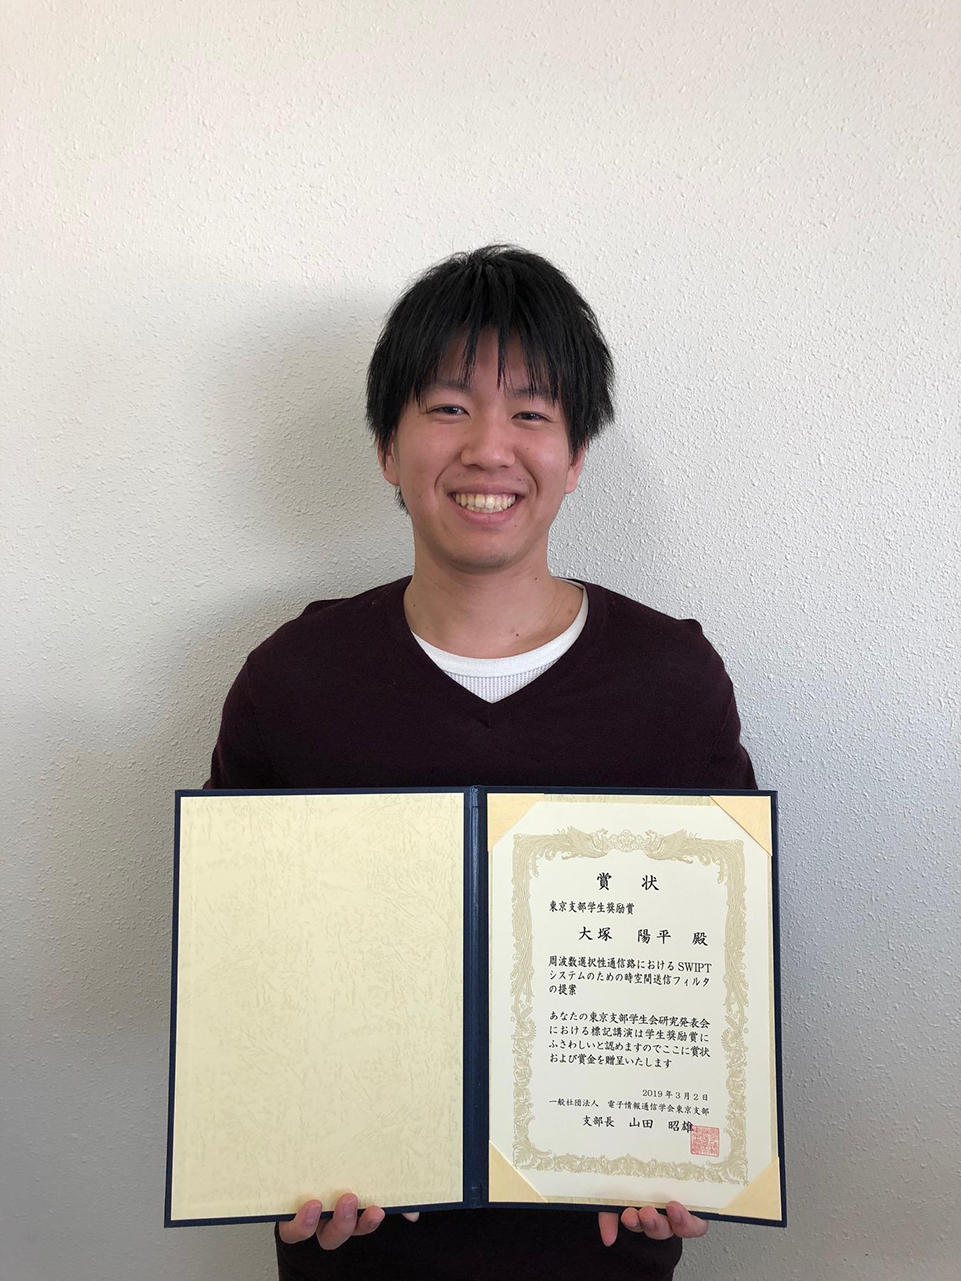 賞 状
東京支部学生奨励賞
大塚 陽平 殿
周波数選択性通信路におけるSWIPT
システムのための時空間送信フィルタ
の提案
あなたの東京支部学生会研究発表会
における標記講演は学生奨励賞に
ふさわしいと認めますのでここに賞状
および賞金を贈呈いたします
2019年3月2日
一般社団法人 電子情報通信学会東京支部
支部長 山田 昭雄